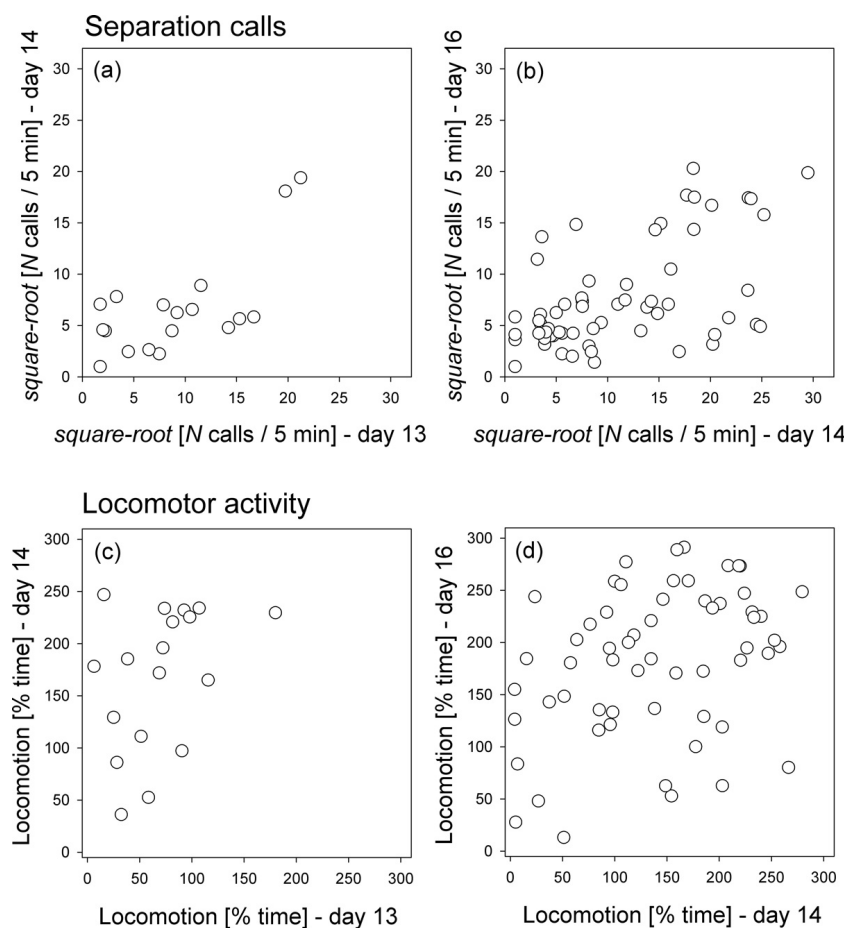 Separation calls
square-root [N calls / 5 min] - day 14
(a)
30
25
20
15
10
5
0
0 5 10 15 20 25 30
square-root [N calls / 5 min] - day 13
square-root [N calls / 5 min] - day 16
(b)
30
25
20
15
10
5
0
0 5 10 15 20 25 30
square-root [N calls / 5 min] - day 14
Locomotor activity
Locomotion [% time] - day 14
(c)
300
250
200
150
100
50
0
0 50 100 150 200 250 300
Locomotion [% time] - day 13
Locomotion [% time] - day 16
(d)
300
250
200
150
100
50
0
0 50 100 150 200 250 300
Locomotion [% time] - day 14